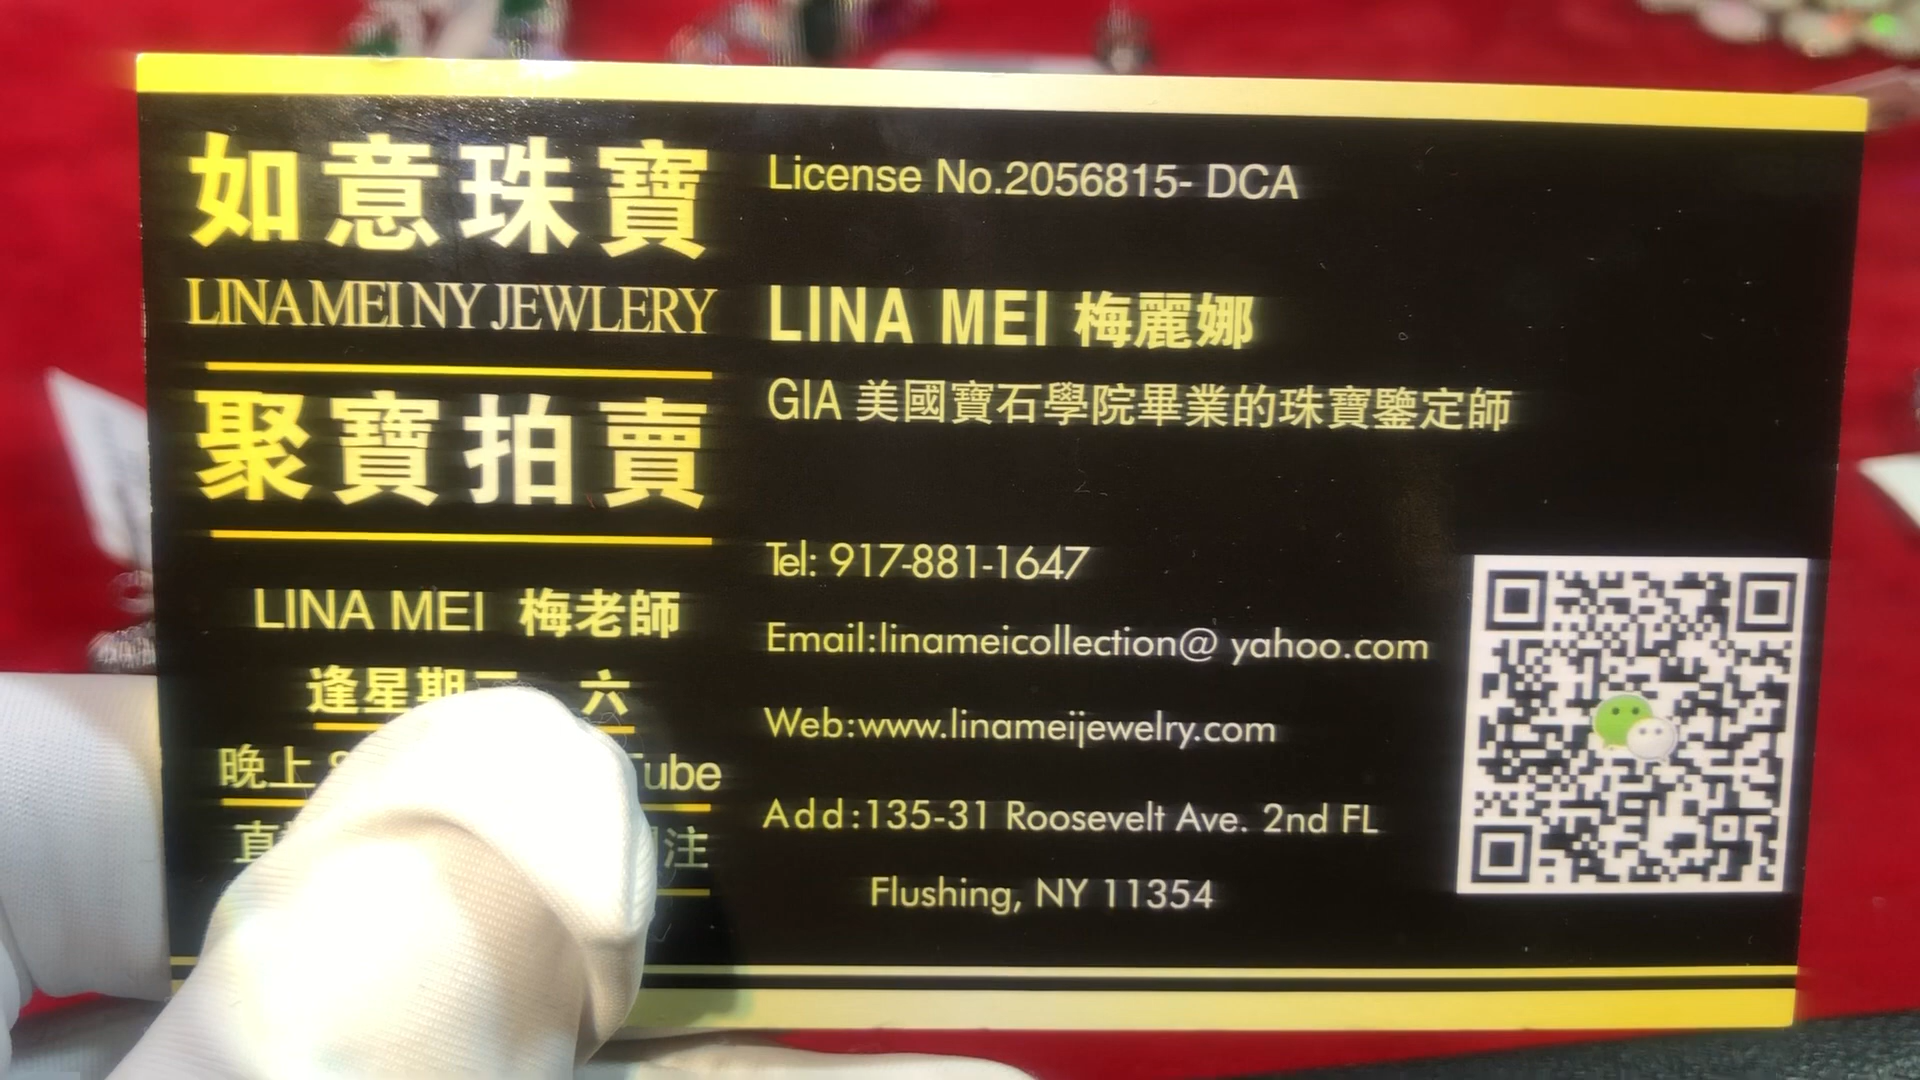 如意珠寶
LINA MEI NY JEWLERY
聚寶拍賣
LINA MEI 梅老師
逢星期 六
晚上
注
License No.2056815- DCA
LINA MEI 梅麗娜
GIA 美國寶石學院畢業的珠寶鑒定師
Tel: 917-881-1647
Email:linameicollection@ yahoo.com
Web:www.linameijewelry.com
Add:135-31 Roosevelt Ave. 2nd FL
Flushing, NY 11354